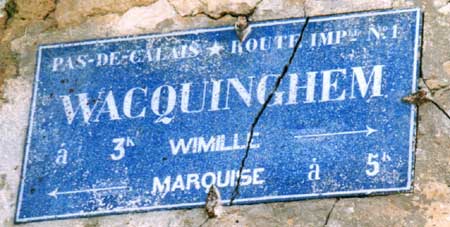 PAS-DE-CALAIS ★ ROUTE IMPLE N.1
WACQUINGHEM
à 3K WIMILLE →
← MARQUISE à 5K